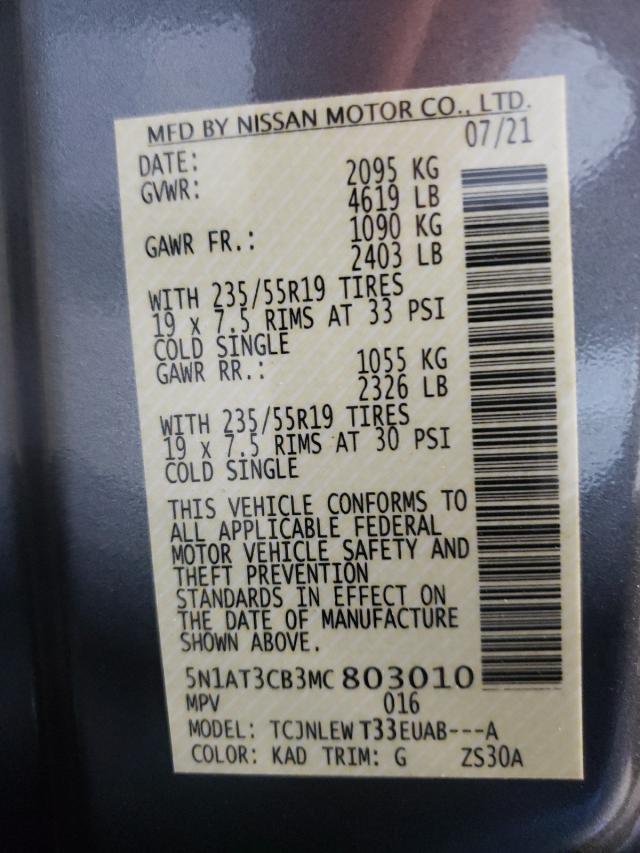 MFD BY NISSAN MOTOR CO., LTD.
DATE: 07/21
GVWR: 2095 KG
4619 LB
GAWR FR.: 1090 KG
2403 LB
WITH 235/55R19 TIRES
19 x 7.5 RIMS AT 33 PSI
COLD SINGLE
GAWR RR.: 1055 KG
2326 LB
WITH 235/55R19 TIRES
19 x 7.5 RIMS AT 30 PSI
COLD SINGLE
THIS VEHICLE CONFORMS TO
ALL APPLICABLE FEDERAL
MOTOR VEHICLE SAFETY AND
THEFT PREVENTION
STANDARDS IN EFFECT ON
THE DATE OF MANUFACTURE
SHOWN ABOVE.
5N1AT3CB3MC 803010
MPV 016
MODEL: TCJNLEW T33EUAB---A
COLOR: KAD TRIM: G ZS30A